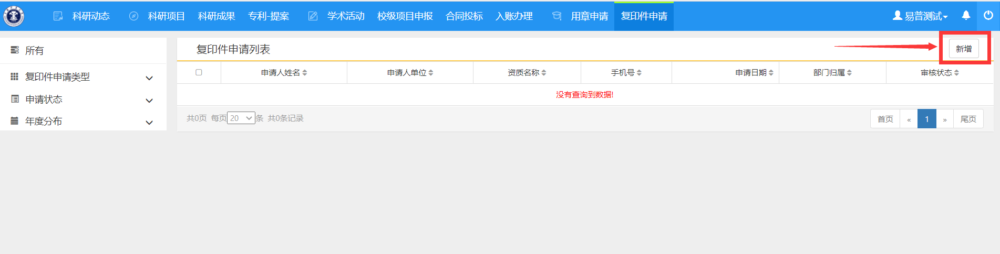 科研动态 科研项目 科研成果 专利-提案 学术活动 校级项目申报 合同投标 入账办理 用章申请 复印件申请 易普测试
所有
复印件申请类型
申请状态
年度分布
复印件申请列表 新增
申请人姓名 申请人单位 资质名称 手机号 申请日期 部门归属 审核状态
没有查询到数据!
共0页 每页 20 条 共0条记录 首页 « 1 » 尾页